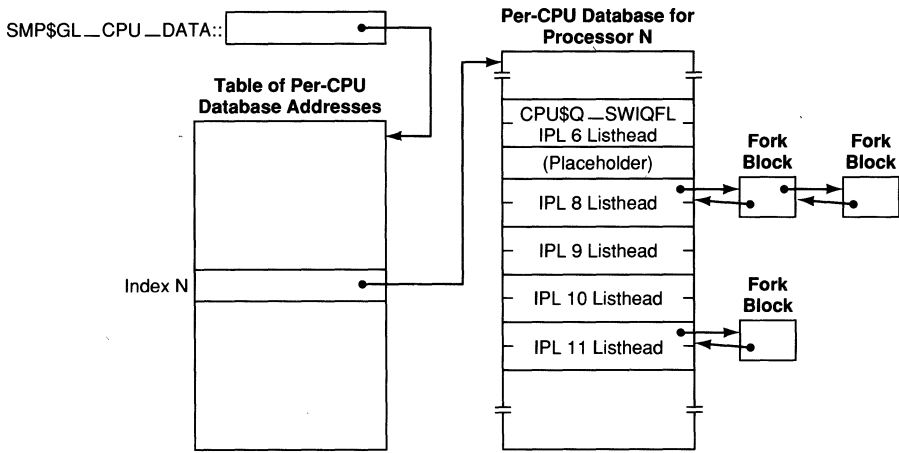 SMP$GL_CPU_DATA::
Table of Per-CPU
Database Addresses
Index N
Per-CPU Database for
Processor N
CPU$Q_SWIQFL
IPL 6 Listhead
(Placeholder)
IPL 8 Listhead
IPL 9 Listhead
IPL 10 Listhead
IPL 11 Listhead
Fork
Block
Fork
Block
Fork
Block